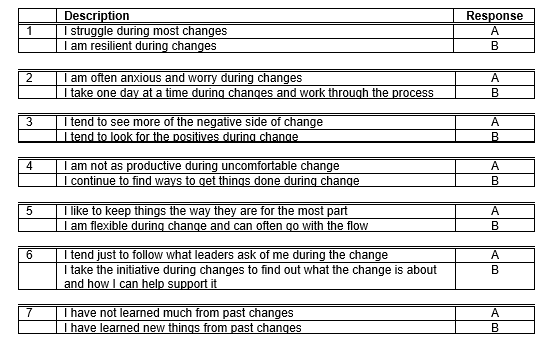 Description Response
1 I struggle during most changes A
I am resilient during changes B
2 I am often anxious and worry during changes A
I take one day at a time during changes and work through the process B
3 I tend to see more of the negative side of change A
I tend to look for the positives during change B
4 I am not as productive during uncomfortable change A
I continue to find ways to get things done during change B
5 I like to keep things the way they are for the most part A
I am flexible during change and can often go with the flow B
6 I tend just to follow what leaders ask of me during the change A
I take the initiative during changes to find out what the change is about B
and how I can help support it
7 I have not learned much from past changes A
I have learned new things from past changes B